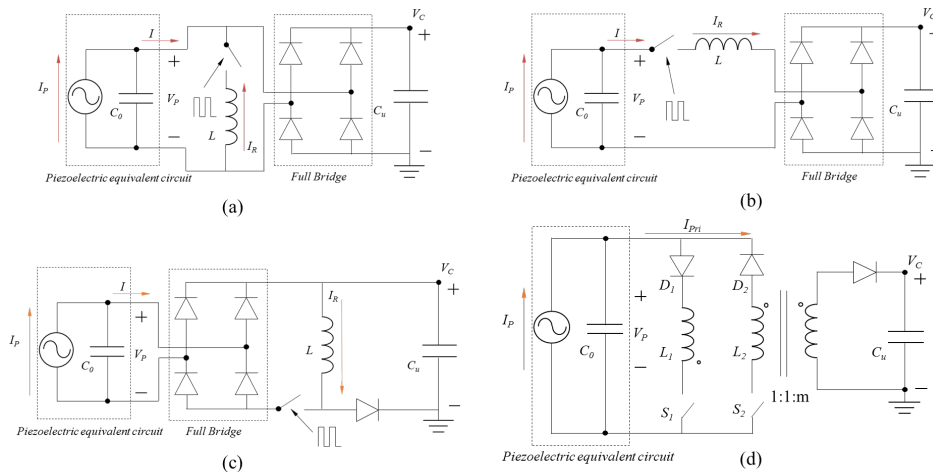 I
V_C
+
I_P
C_0
+
V_P
−
L
I_R
C_u
−
Piezoelectric equivalent circuit
Full Bridge
(a)
I
I_R
V_C
+
I_P
C_0
+
V_P
−
L
C_u
−
Piezoelectric equivalent circuit
Full Bridge
(b)
I
I_R
V_C
+
I_P
C_0
+
V_P
−
L
C_u
−
Piezoelectric equivalent circuit
Full Bridge
(c)
I_Pri
V_C
+
D_1
D_2
I_P
C_0
+
V_P
−
L_1
L_2
C_u
1:1:m
−
S_1
S_2
Piezoelectric equivalent circuit
(d)